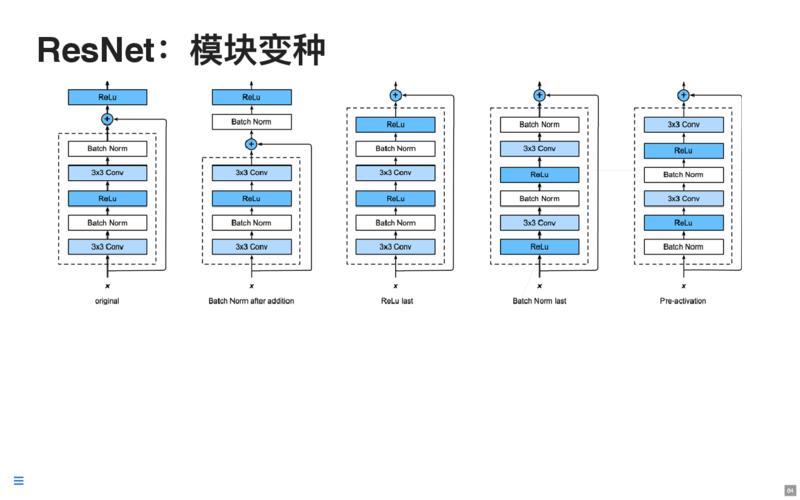 ResNet：模块变种
ReLu
Batch Norm
3x3 Conv
ReLu
Batch Norm
3x3 Conv
x
original
ReLu
Batch Norm
3x3 Conv
ReLu
Batch Norm
3x3 Conv
x
Batch Norm after addition
ReLu
Batch Norm
3x3 Conv
ReLu
Batch Norm
3x3 Conv
x
ReLu last
Batch Norm
3x3 Conv
ReLu
Batch Norm
3x3 Conv
ReLu
x
Batch Norm last
3x3 Conv
ReLu
Batch Norm
3x3 Conv
ReLu
Batch Norm
x
Pre-activation